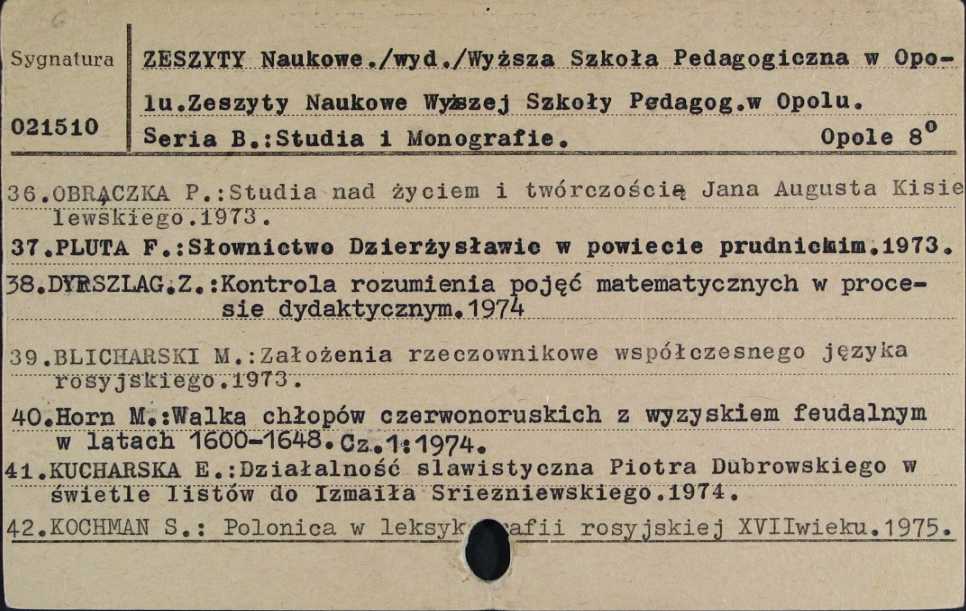 6
Sygnatura
ZESZYTY Naukowe./wyd./Wyższa Szkoła Pedagogiczna w Opo-
lu.Zeszyty Naukowe Wyższej Szkoły Pedagog.w Opolu.
021510
Seria B.:Studia i Monografie. Opole 8º
36.OBRĄCZKA P.:Studia nad życiem i twórczością Jana Augusta Kisie
lewskiego.1973.
37.PLUTA F.:Słownictwo Dzierżysławic w powiecie prudnickim.1973.
38.DYRSZLAG.Z.:Kontrola rozumienia pojęć matematycznych w proce-
sie dydaktycznym.1974
39.BLICHARSKI M.:Założenia rzeczownikowe współczesnego języka
rosyjskiego.1973.
40.Horn M.:Walka chłopów czerwonoruskich z wyzyskiem feudalnym
w latach 1600-1648.Cz.1:1974.
41.KUCHARSKA E.:Działalność slawistyczna Piotra Dubrowskiego w
świetle listów do Izmaiła Sriezniewskiego.1974.
42.KOCHMAN S.: Polonica w rosyjskiej XVIIwieku.1975.